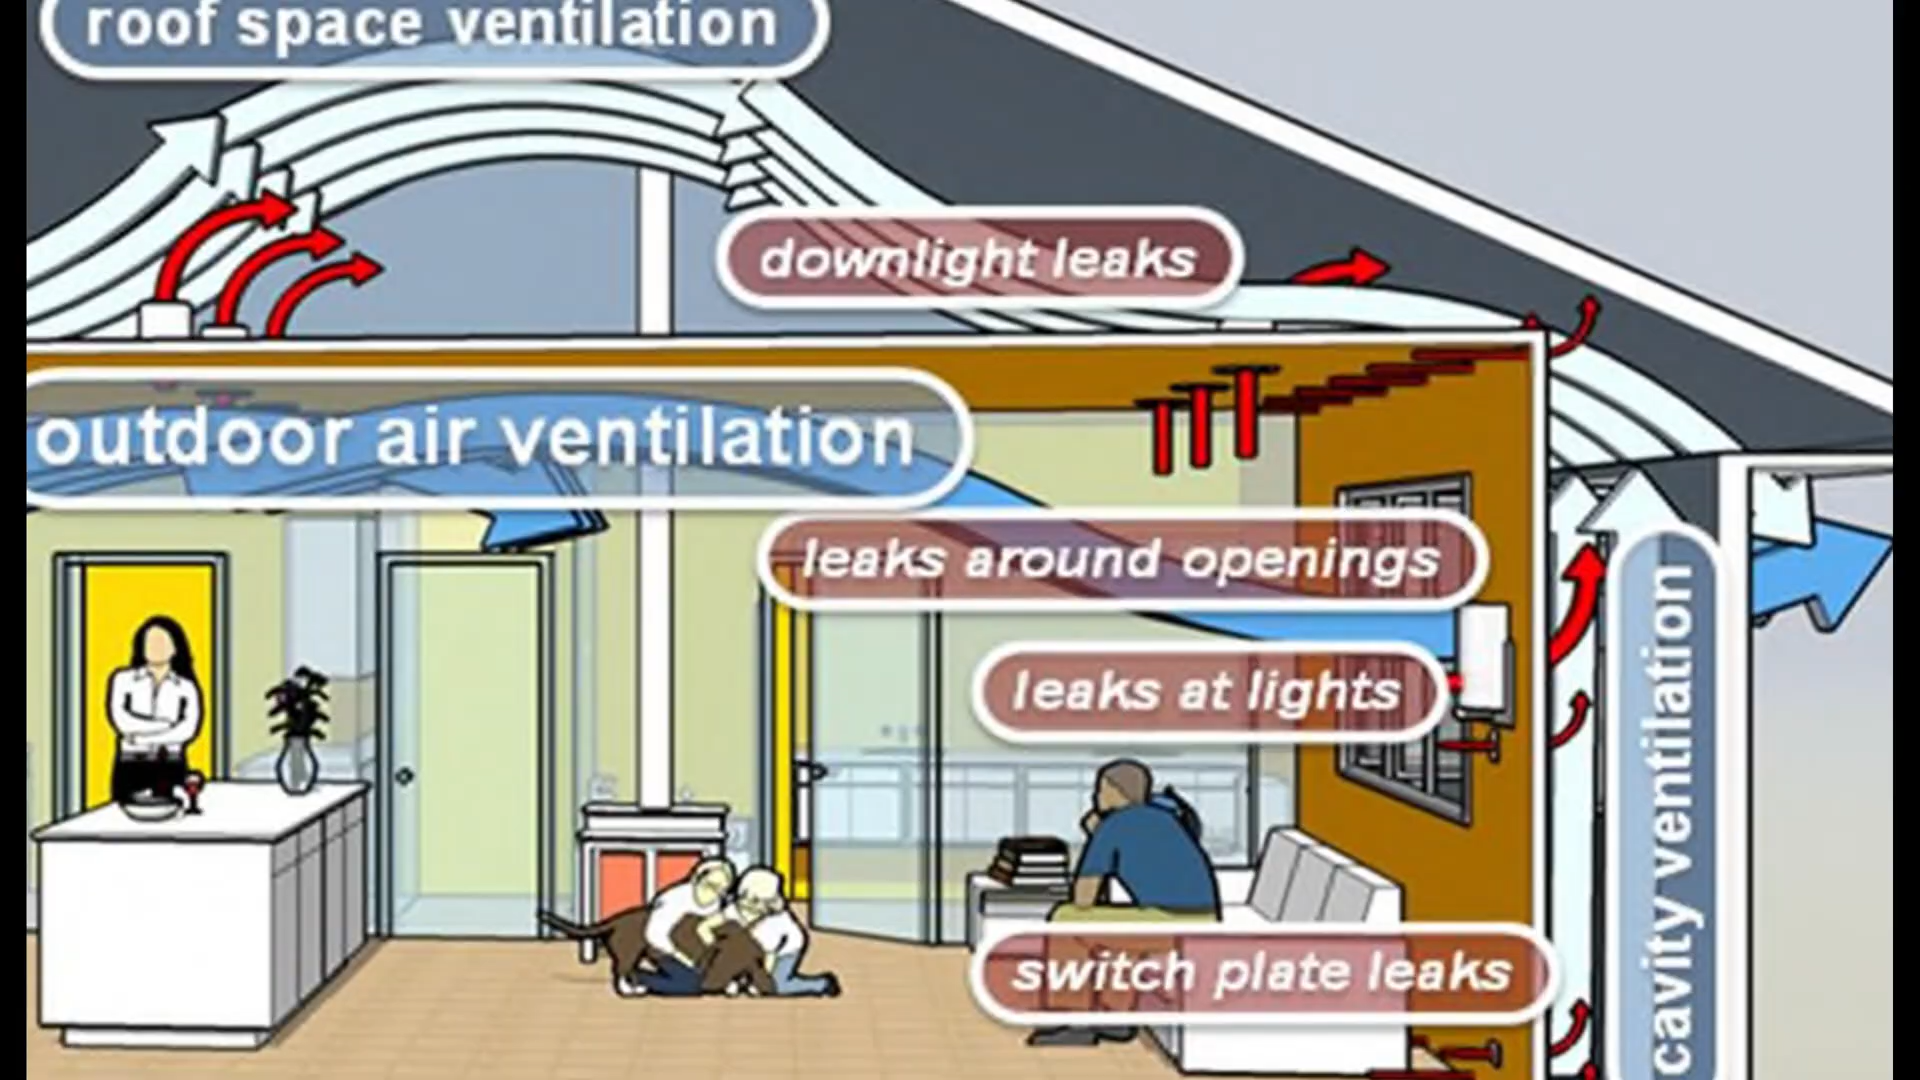 roof space ventilation
downlight leaks
outdoor air ventilation
leaks around openings
leaks at lights
switch plate leaks
cavity ventilation